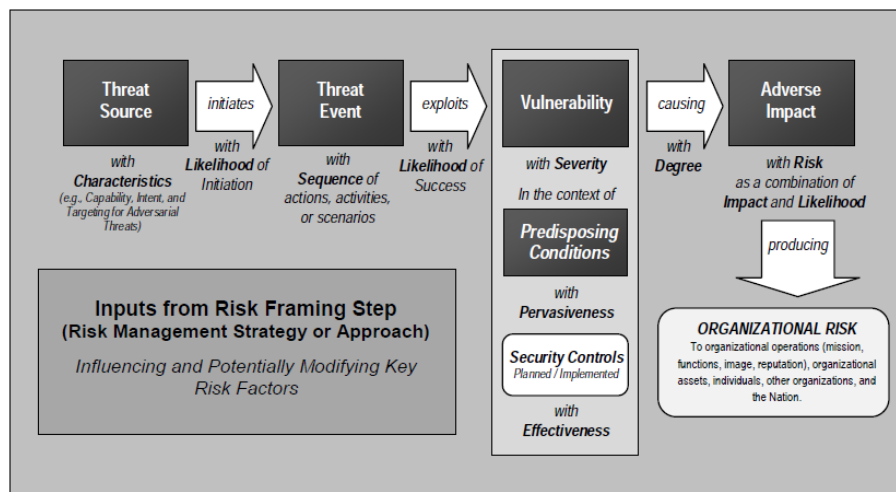 Threat
Source
with
Characteristics
(e.g., Capability, Intent, and
Targeting for Adversarial
Threats)
initiates
with
Likelihood of
Initiation
Threat
Event
with
Sequence of
actions, activities,
or scenarios
exploits
with
Likelihood of
Success
Vulnerability
with Severity
In the context of
Predisposing
Conditions
with
Pervasiveness
Security Controls
Planned / Implemented
with
Effectiveness
causing
with
Degree
Adverse
Impact
with Risk
as a combination of
Impact and Likelihood
producing
ORGANIZATIONAL RISK
To organizational operations (mission,
functions, image, reputation), organizational
assets, individuals, other organizations, and
the Nation.
Inputs from Risk Framing Step
(Risk Management Strategy or Approach)
Influencing and Potentially Modifying Key
Risk Factors